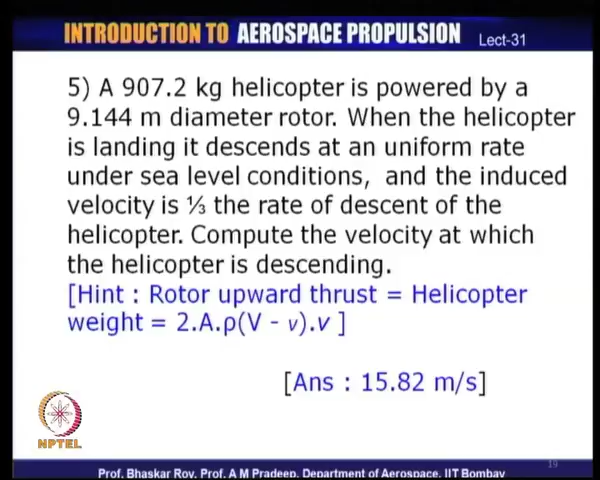 INTRODUCTION TO AEROSPACE PROPULSION Lect-31
5) A 907.2 kg helicopter is powered by a
9.144 m diameter rotor. When the helicopter
is landing it descends at an uniform rate
under sea level conditions, and the induced
velocity is ⅓ the rate of descent of the
helicopter. Compute the velocity at which
the helicopter is descending.
[Hint : Rotor upward thrust = Helicopter
weight = 2.A.ρ(V - v).v ]
[Ans : 15.82 m/s]
NPTEL
19
Prof. Bhaskar Roy, Prof. A M Pradeep, Department of Aerospace, IIT Bombay